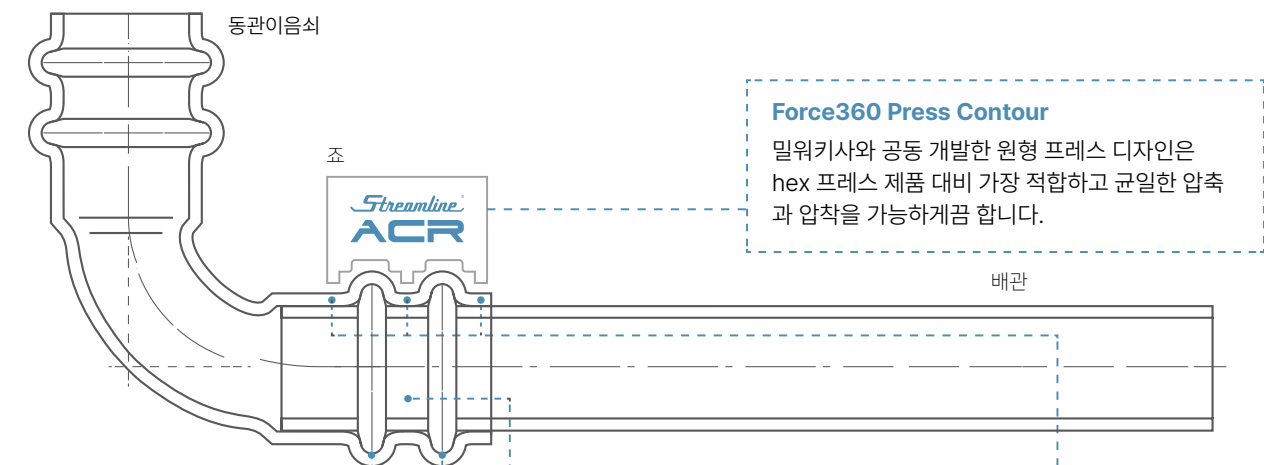 동관이음쇠
죠
Streamline
ACR
Force360 Press Contour
밀워키사와 공동 개발한 원형 프레스 디자인은
hex 프레스 제품 대비 가장 적합하고 균일한 압축
과 압착을 가능하게끔 합니다.
배관